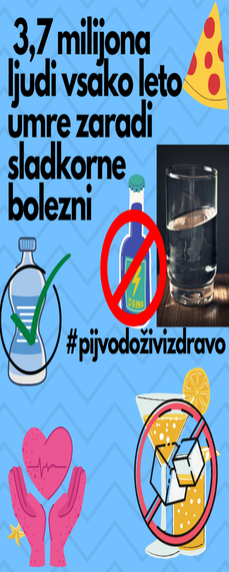 3,7 milijona
ljudi vsako leto
umre zaradi
sladkorne
bolezni
#pijvodoživizdravo